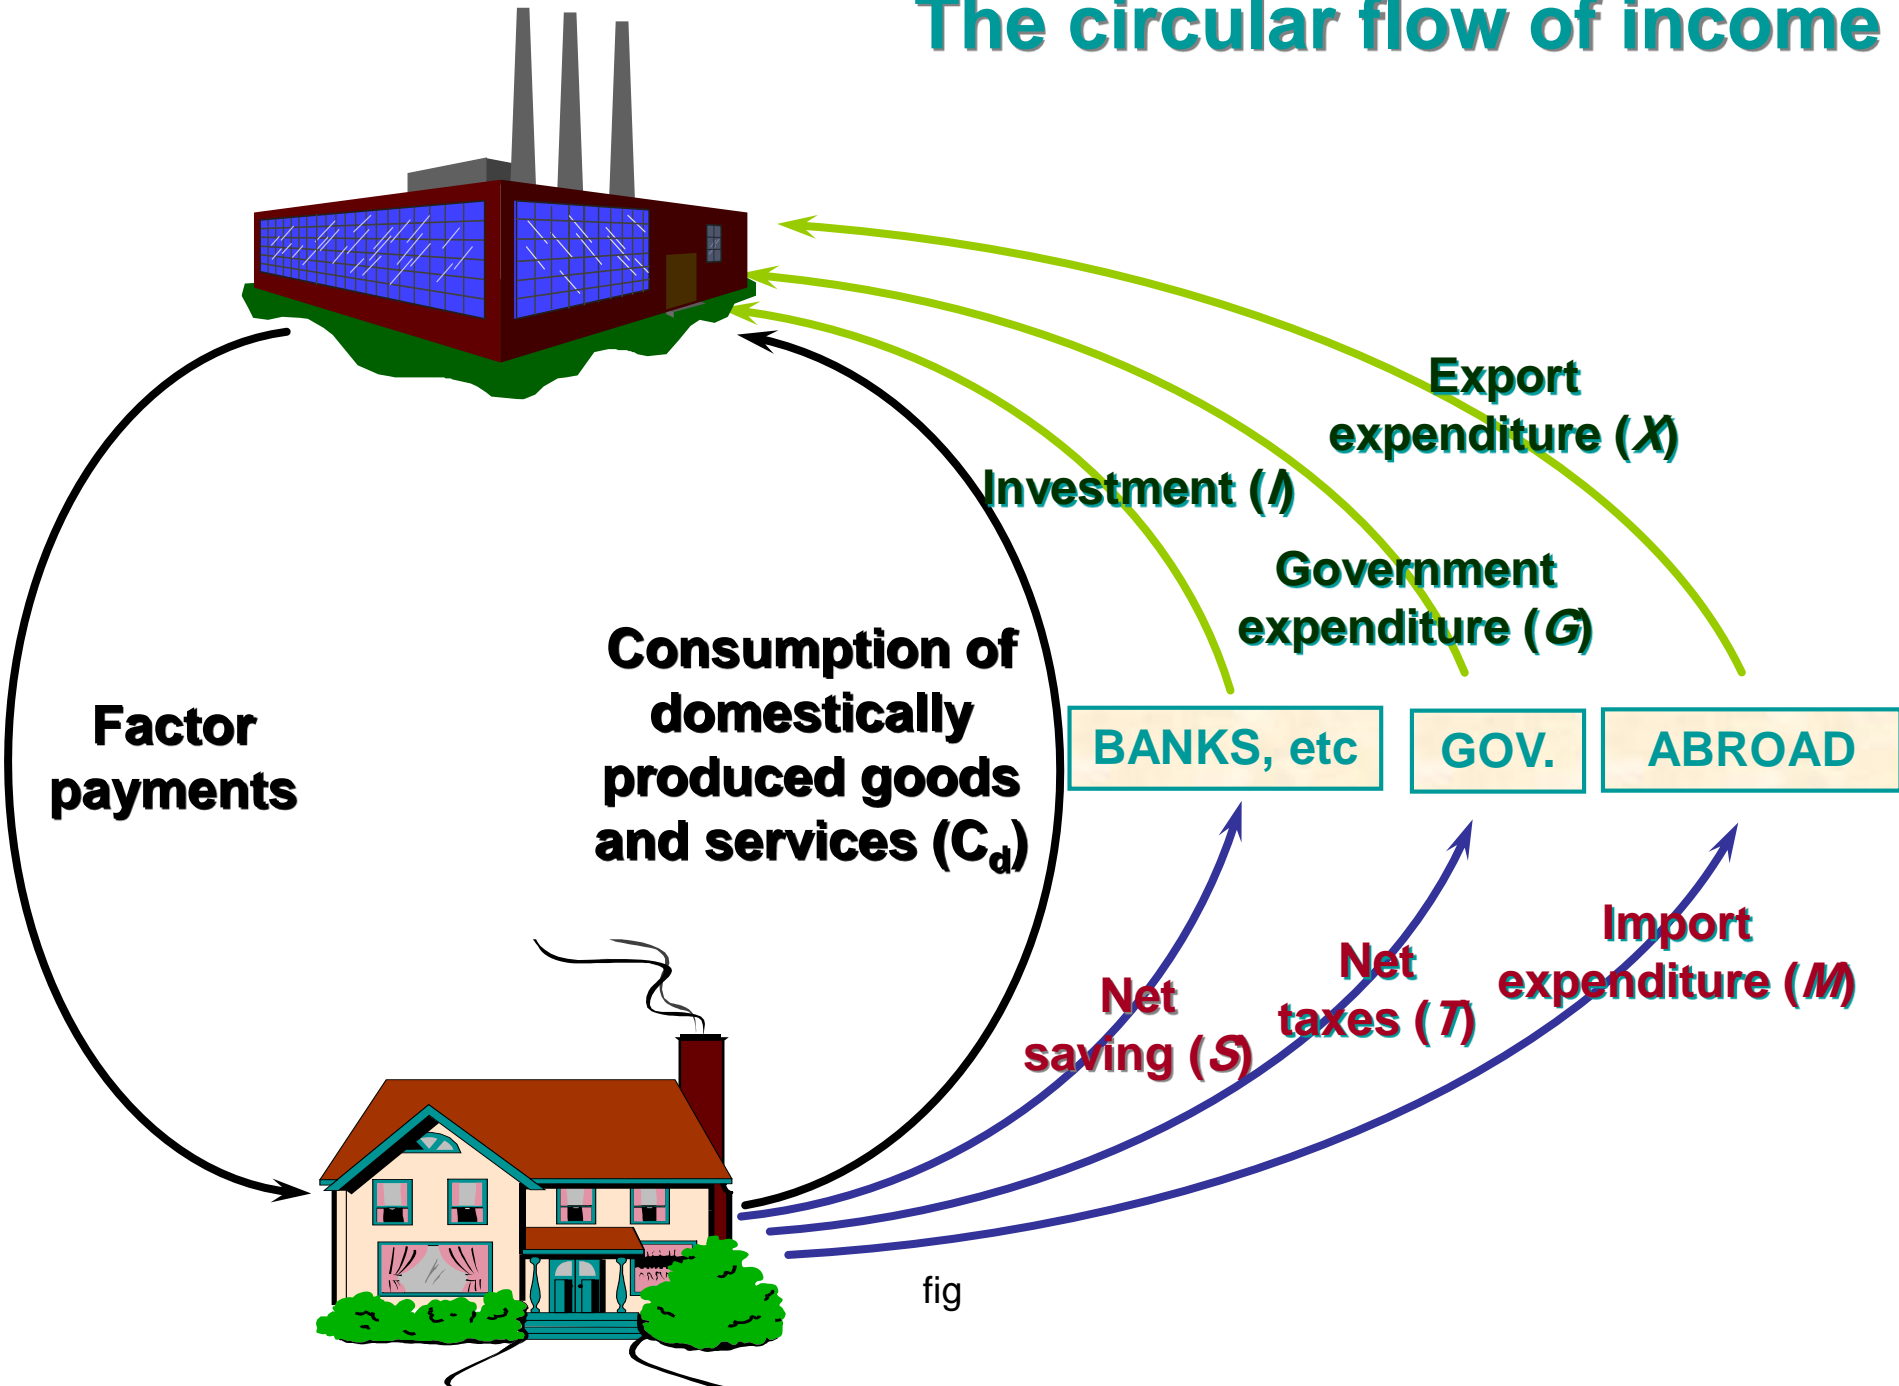 The circular flow of income
Export
expenditure (X)
Investment (I)
Government
expenditure (G)
Consumption of
domestically
produced goods
and services (Cd)
Factor
payments
BANKS, etc
GOV.
ABROAD
Import
expenditure (M)
Net
taxes (T)
Net
saving (S)
fig